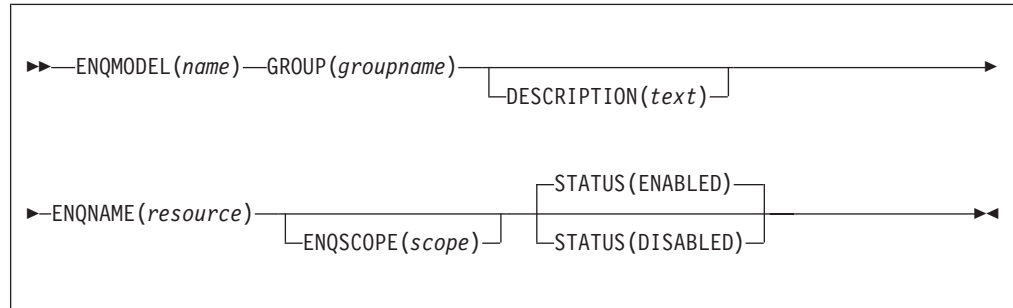 ENQMODEL(name) GROUP(groupname)
DESCRIPTION(text)
STATUS(ENABLED)
ENQNAME(resource)
ENQSCOPE(scope) STATUS(DISABLED)